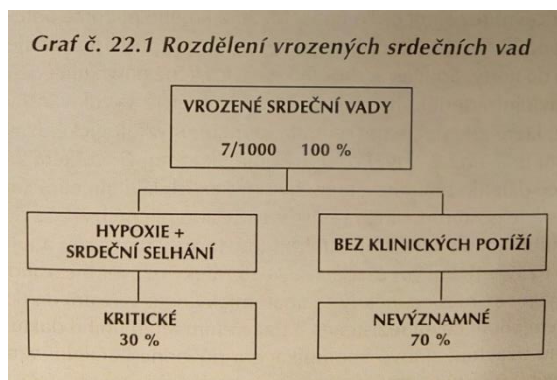 Graf č. 22.1 Rozdělení vrozených srdečních vad
VROZENÉ SRDEČNÍ VADY
7/1000 100 %
HYPOXIE +
SRDEČNÍ SELHÁNÍ
BEZ KLINICKÝCH POTÍŽÍ
KRITICKÉ
30 %
NEVÝZNAMNÉ
70 %